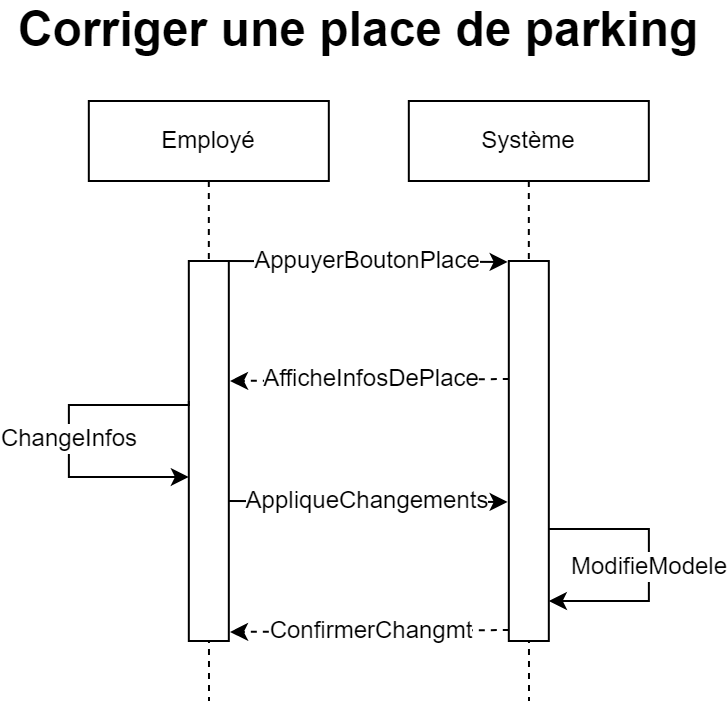 Corriger une place de parking
Employé
Système
AppuyerBoutonPlace
AfficheInfosDePlace
ChangeInfos
AppliqueChangements
ModifieModele
ConfirmerChangmt